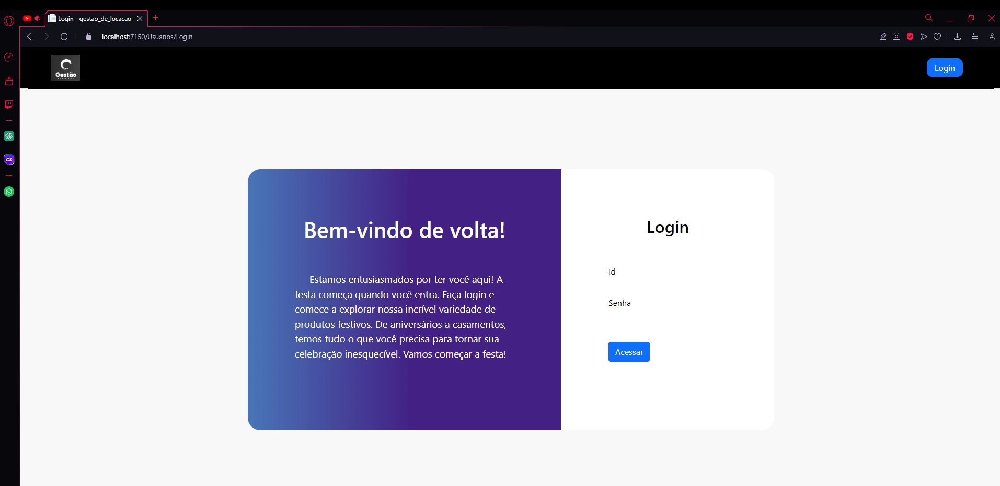 Login - gestao_de_locacao
localhost:7150/Usuarios/Login
Gestão
Login
CS
Bem-vindo de volta!
Estamos entusiasmados por ter você aqui! A
festa começa quando você entra. Faça login e
comece a explorar nossa incrível variedade de
produtos festivos. De aniversários a casamentos,
temos tudo o que você precisa para tornar sua
celebração inesquecível. Vamos começar a festa!
Login
Id
Senha
Acessar